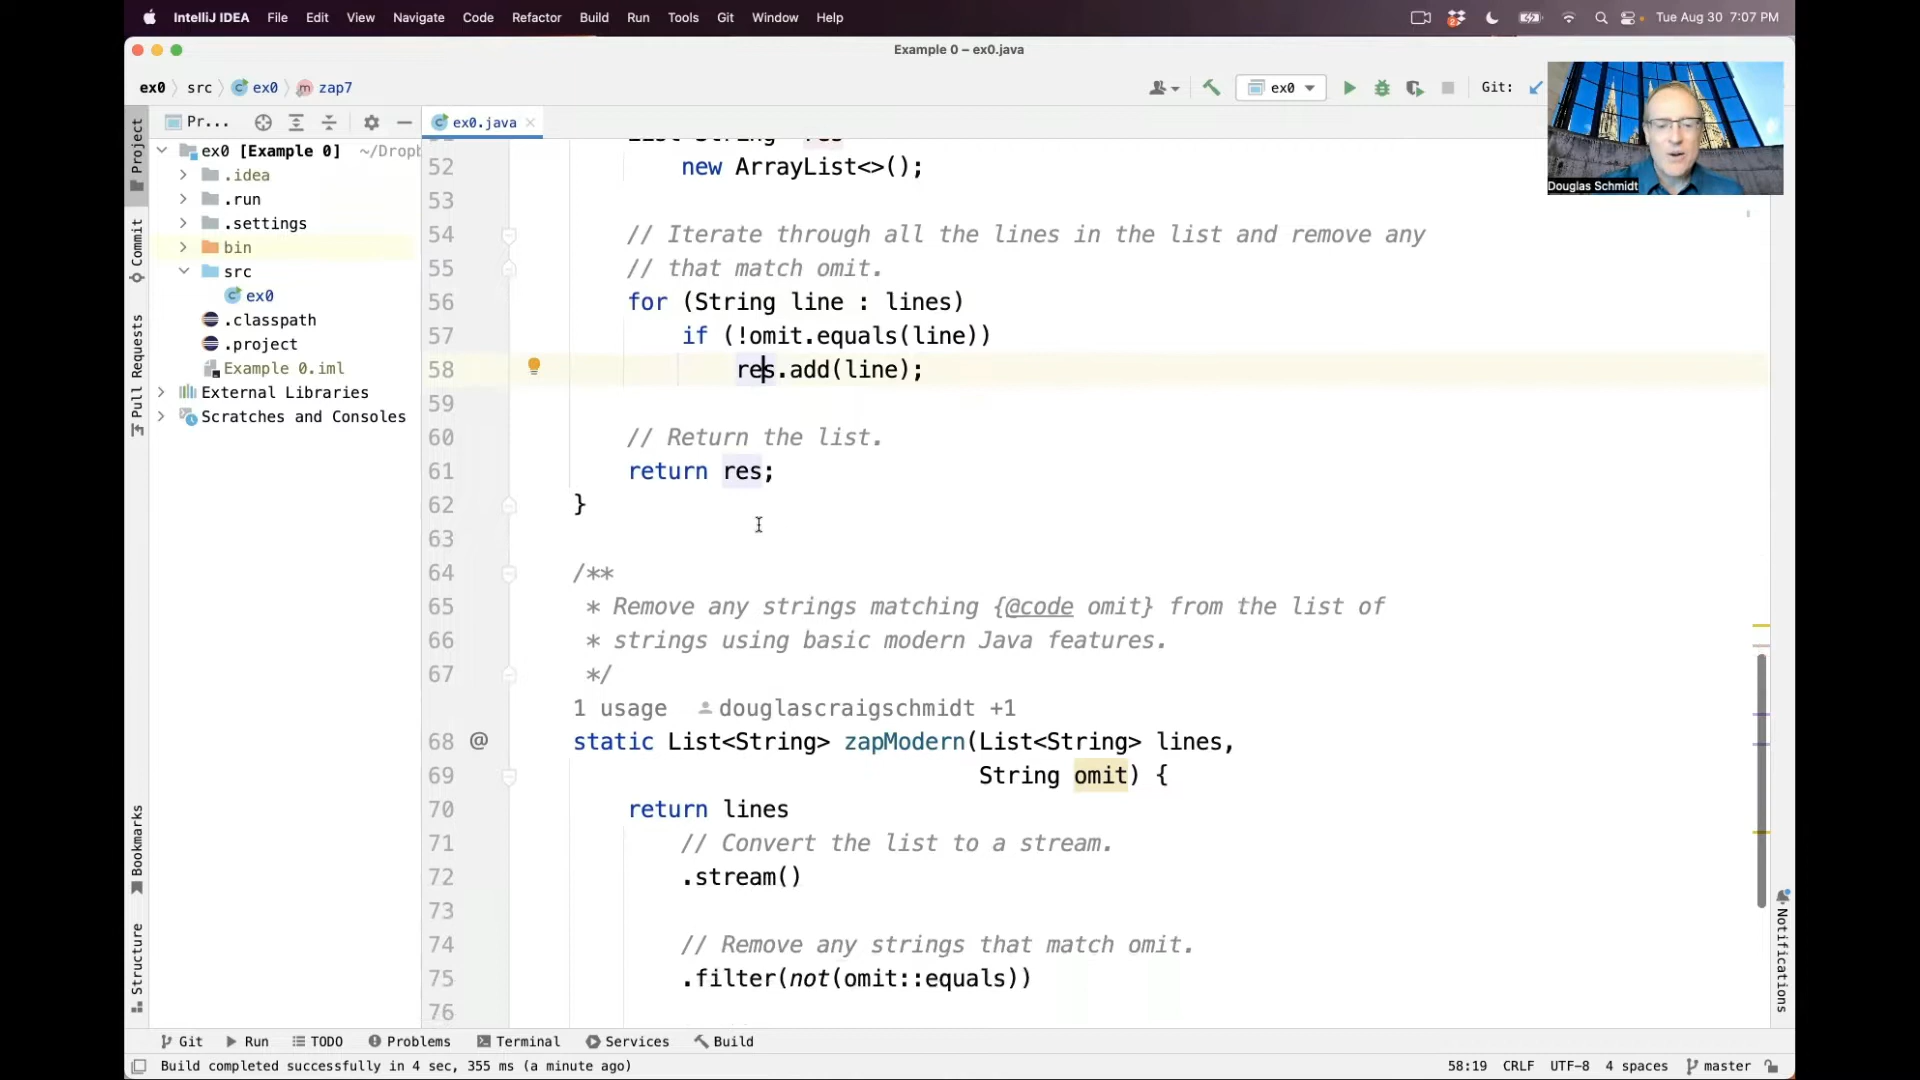 IntelliJ IDEA File Edit View Navigate Code Refactor Build Run Tools Git Window Help Tue Aug 30 7:07 PM
Example 0 – ex0.java
ex0 src ex0 m zap7 ex0 Git:
Douglas Schmidt
Project
Commit
Pull Requests
Bookmarks
Structure
Pr...
ex0 [Example 0] ~/Dropb
.idea
.run
.settings
bin
src
ex0
.classpath
.project
Example 0.iml
External Libraries
Scratches and Consoles
ex0.java
52 new ArrayList<>();
53
54 // Iterate through all the lines in the list and remove any
55 // that match omit.
56 for (String line : lines)
57 if (!omit.equals(line))
58 res.add(line);
59
60 // Return the list.
61 return res;
62 }
63
64 /**
65 * Remove any strings matching {@code omit} from the list of
66 * strings using basic modern Java features.
67 */
1 usage douglascraigschmidt +1
68 @ static List<String> zapModern(List<String> lines,
69 String omit) {
70 return lines
71 // Convert the list to a stream.
72 .stream()
73
74 // Remove any strings that match omit.
75 .filter(not(omit::equals))
76
Notifications
Git Run TODO Problems Terminal Services Build
Build completed successfully in 4 sec, 355 ms (a minute ago) 58:19 CRLF UTF-8 4 spaces master